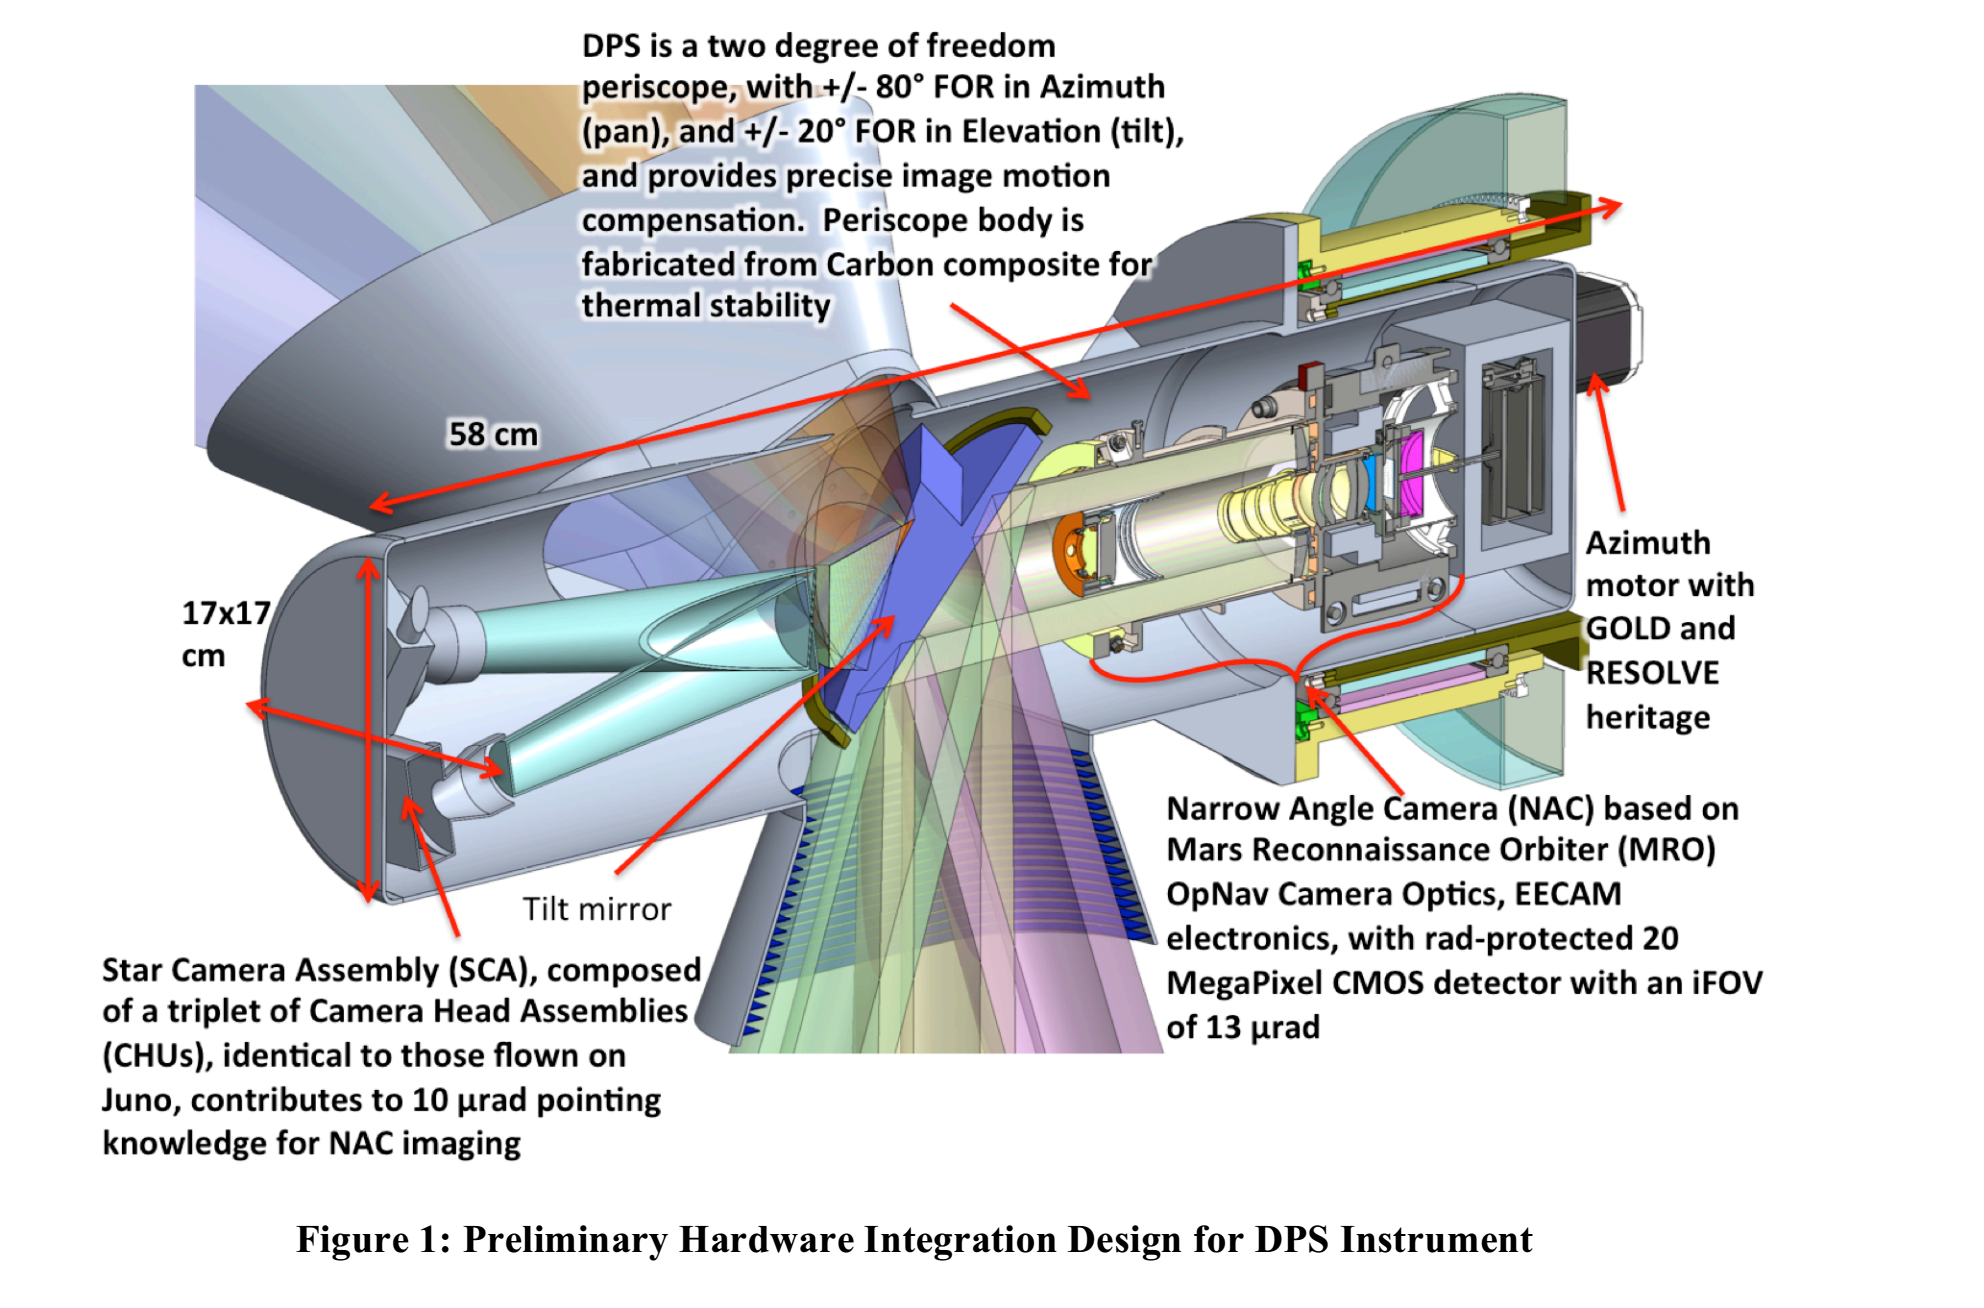 DPS is a two degree of freedom
periscope, with +/- 80° FOR in Azimuth
(pan), and +/- 20° FOR in Elevation (tilt),
and provides precise image motion
compensation.  Periscope body is
fabricated from Carbon composite for
thermal stability
58 cm
17x17
cm
Azimuth
motor with
GOLD and
RESOLVE
heritage
Tilt mirror
Narrow Angle Camera (NAC) based on
Mars Reconnaissance Orbiter (MRO)
OpNav Camera Optics, EECAM
electronics, with rad-protected 20
MegaPixel CMOS detector with an iFOV
of 13 μrad
Star Camera Assembly (SCA), composed
of a triplet of Camera Head Assemblies
(CHUs), identical to those flown on
Juno, contributes to 10 μrad pointing
knowledge for NAC imaging
Figure 1: Preliminary Hardware Integration Design for DPS Instrument